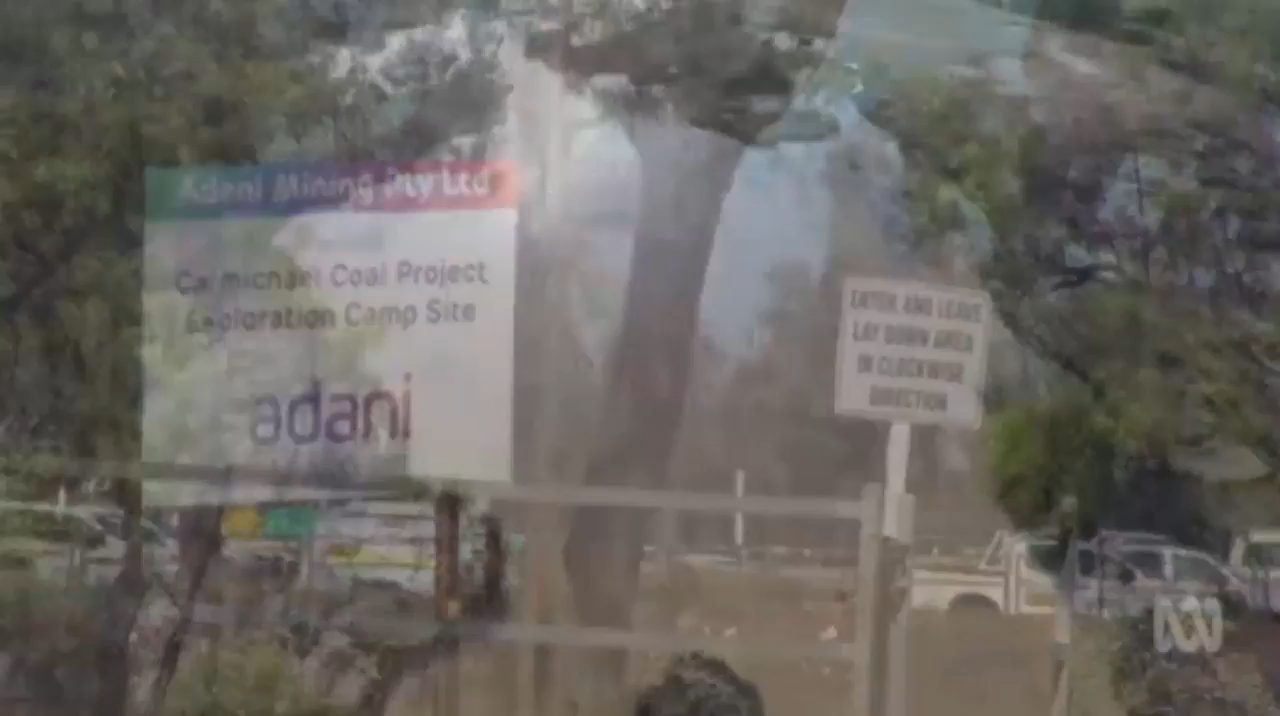 Adani Mining Pty Ltd
Carmichael Coal Project
Exploration Camp Site
adani
ENTER AND LEAVE
LAY DOWN AREA
IN CLOCKWISE
DIRECTION